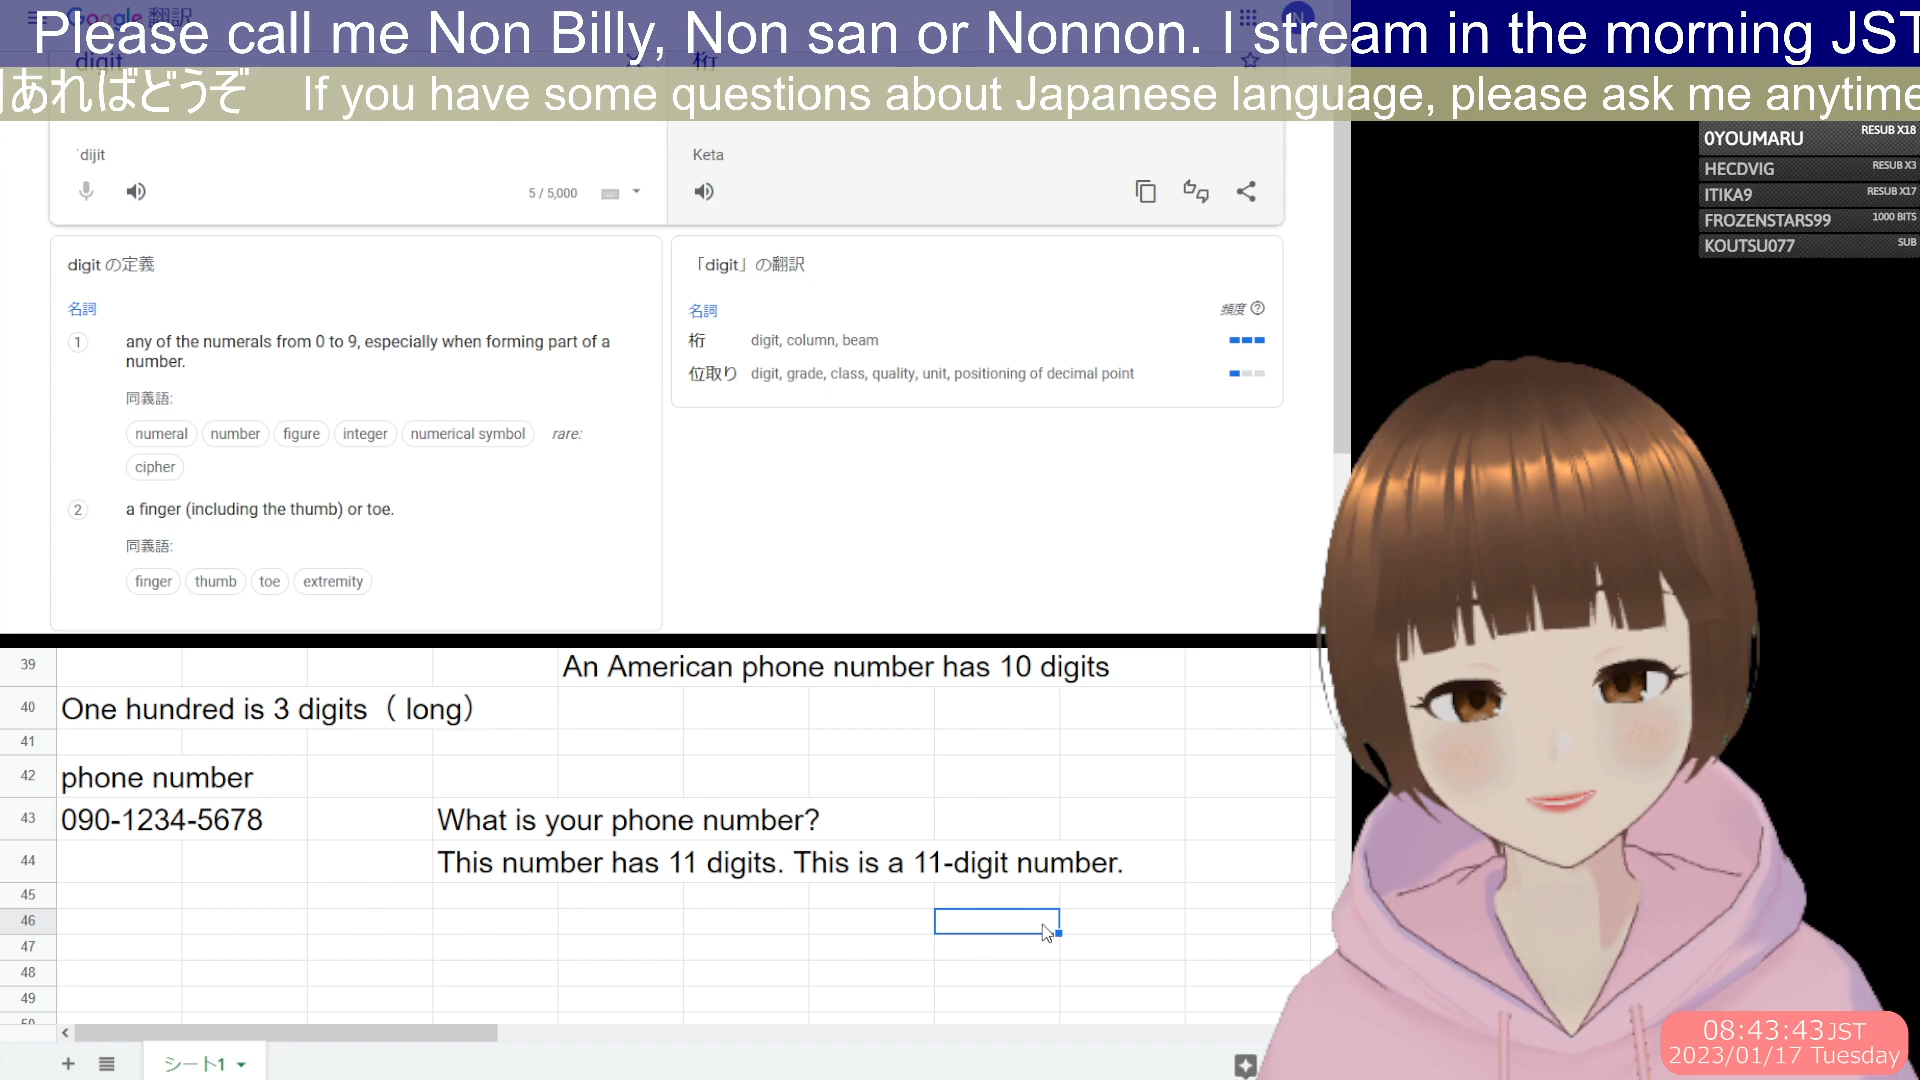 Google 翻訳
Please call me Non Billy, Non san or Nonnon. I stream in the morning JST
digit
桁
あればどうぞ If you have some questions about Japanese language, please ask me anytime
ˈdijit
Keta
5 / 5,000
0YOUMARU RESUB X18
HECDVIG RESUB X3
ITIKA9 RESUB X17
FROZENSTARS99 1000 BITS
KOUTSU077 SUB
digit の定義
名詞
1 any of the numerals from 0 to 9, especially when forming part of a
number.
同義語:
numeral number figure integer numerical symbol rare:
cipher
2 a finger (including the thumb) or toe.
同義語:
finger thumb toe extremity
「digit」の翻訳
名詞 頻度
桁 digit, column, beam
位取り digit, grade, class, quality, unit, positioning of decimal point
39 An American phone number has 10 digits
40 One hundred is 3 digits（ long）
41
42 phone number
43 090-1234-5678 What is your phone number?
44 This number has 11 digits. This is a 11-digit number.
45
46
47
48
49
50
シート1
08:43:43 JST
2023/01/17 Tuesday